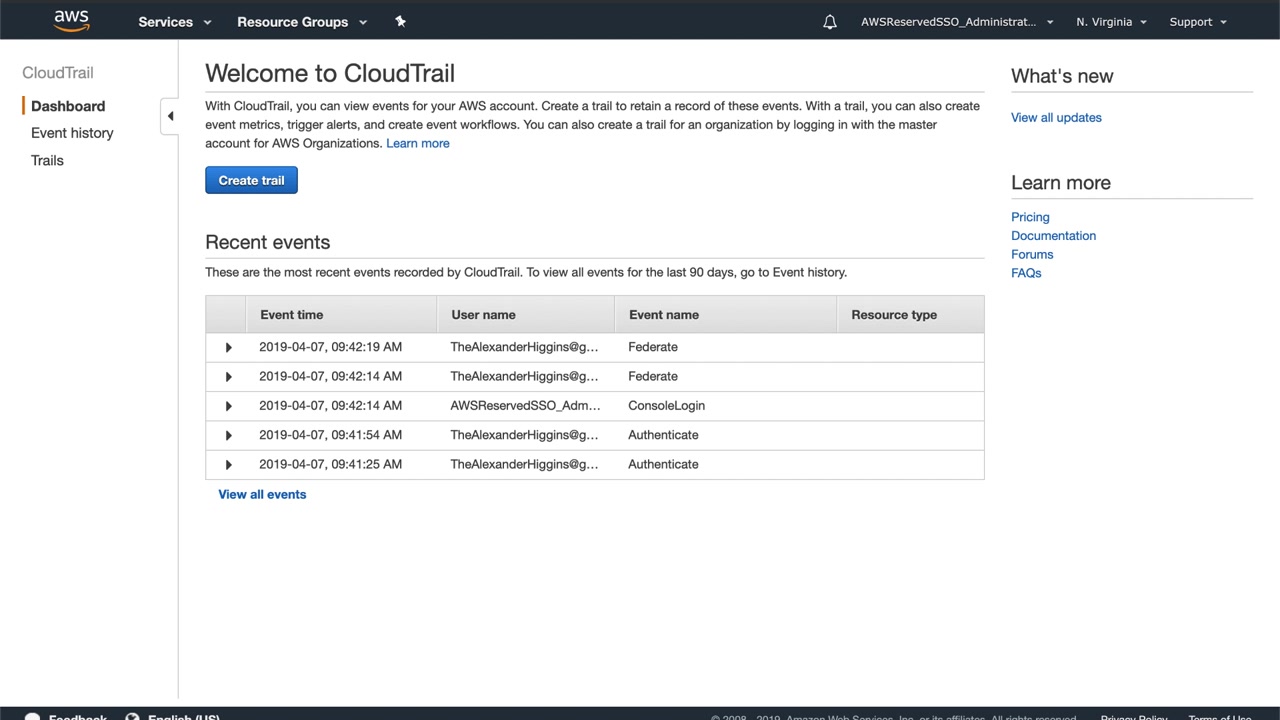 aws
Services
Resource Groups
AWSReservedSSO_Administrat...
N. Virginia
Support
CloudTrail
Dashboard
Event history
Trails
Welcome to CloudTrail
With CloudTrail, you can view events for your AWS account. Create a trail to retain a record of these events. With a trail, you can also create
event metrics, trigger alerts, and create event workflows. You can also create a trail for an organization by logging in with the master
account for AWS Organizations. Learn more
Create trail
Recent events
These are the most recent events recorded by CloudTrail. To view all events for the last 90 days, go to Event history.
Event time User name Event name Resource type
2019-04-07, 09:42:19 AM TheAlexanderHiggins@g... Federate
2019-04-07, 09:42:14 AM TheAlexanderHiggins@g... Federate
2019-04-07, 09:42:14 AM AWSReservedSSO_Adm... ConsoleLogin
2019-04-07, 09:41:54 AM TheAlexanderHiggins@g... Authenticate
2019-04-07, 09:41:25 AM TheAlexanderHiggins@g... Authenticate
View all events
What's new
View all updates
Learn more
Pricing
Documentation
Forums
FAQs
Feedback English (US)
© 2008 - 2019, Amazon Web Services, Inc. or its affiliates. All rights reserved. Privacy Policy Terms of Use